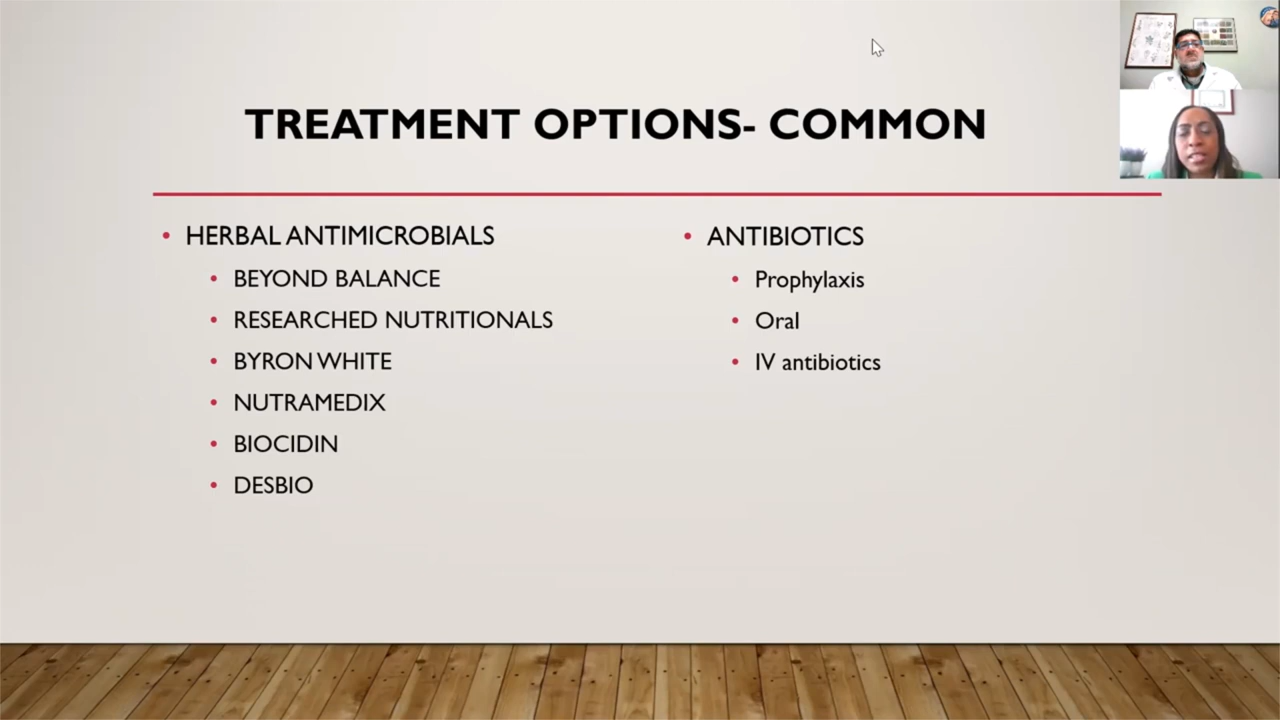 TREATMENT OPTIONS- COMMON
• HERBAL ANTIMICROBIALS
• BEYOND BALANCE
• RESEARCHED NUTRITIONALS
• BYRON WHITE
• NUTRAMEDIX
• BIOCIDIN
• DESBIO
• ANTIBIOTICS
• Prophylaxis
• Oral
• IV antibiotics